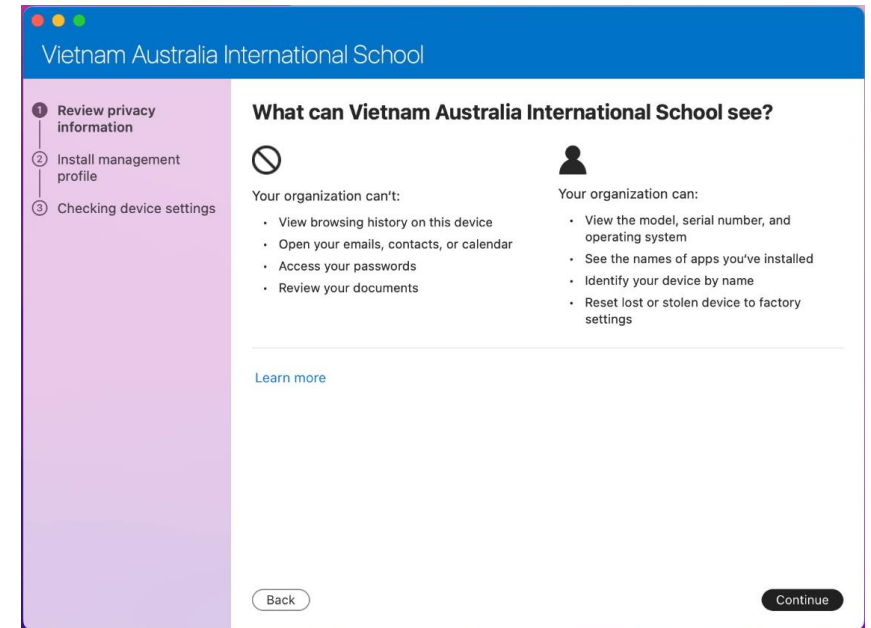 Vietnam Australia International School
1 Review privacy
information
2 Install management
profile
3 Checking device settings
What can Vietnam Australia International School see?
Your organization can't:
• View browsing history on this device
• Open your emails, contacts, or calendar
• Access your passwords
• Review your documents
Your organization can:
• View the model, serial number, and
operating system
• See the names of apps you've installed
• Identify your device by name
• Reset lost or stolen device to factory
settings
Learn more
Back
Continue